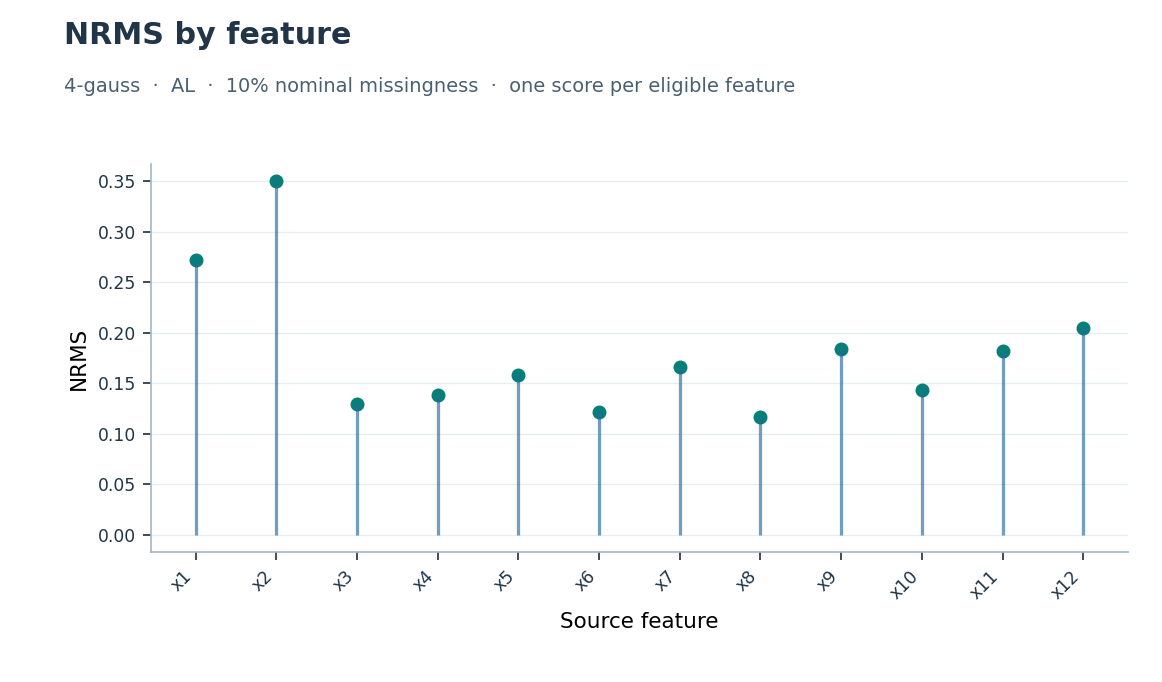 NRMS by feature
4-gauss · AL · 10% nominal missingness · one score per eligible feature
NRMS
0.35
0.30
0.25
0.20
0.15
0.10
0.05
0.00
x1 x2 x3 x4 x5 x6 x7 x8 x9 x10 x11 x12
Source feature